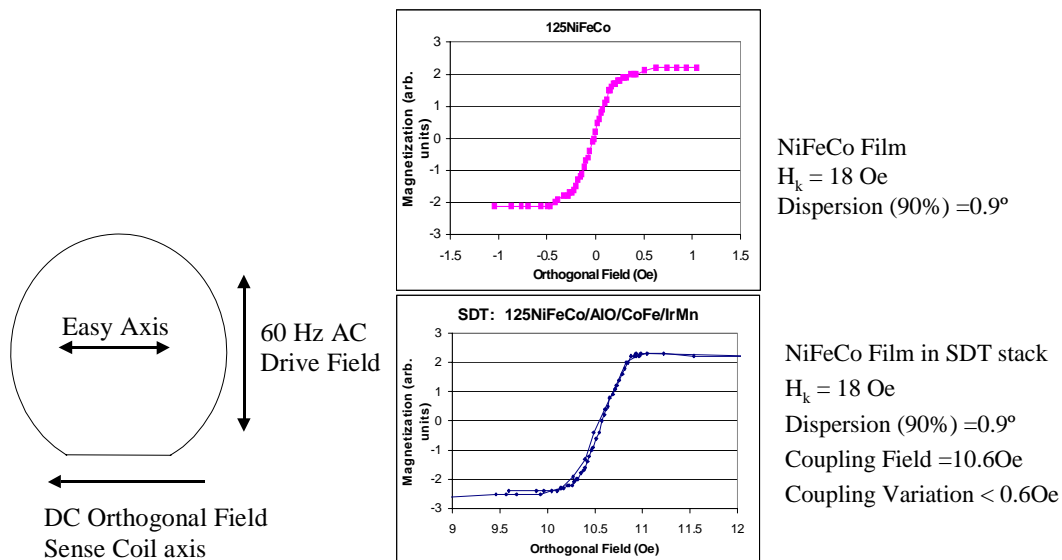 125NiFeCo
Magnetization (arb.
units)
3
2
1
0
-1
-2
-3
-1.5 -1 -0.5 0 0.5 1 1.5
Orthogonal Field (Oe)
NiFeCo Film
Hk = 18 Oe
Dispersion (90%) =0.9º
Easy Axis
60 Hz AC
Drive Field
DC Orthogonal Field
Sense Coil axis
SDT: 125NiFeCo/AlO/CoFe/IrMn
Magnetization (arb.
units)
3
2
1
0
-1
-2
-3
9 9.5 10 10.5 11 11.5 12
Orthogonal Field (Oe)
NiFeCo Film in SDT stack
Hk = 18 Oe
Dispersion (90%) =0.9º
Coupling Field =10.6Oe
Coupling Variation < 0.6Oe